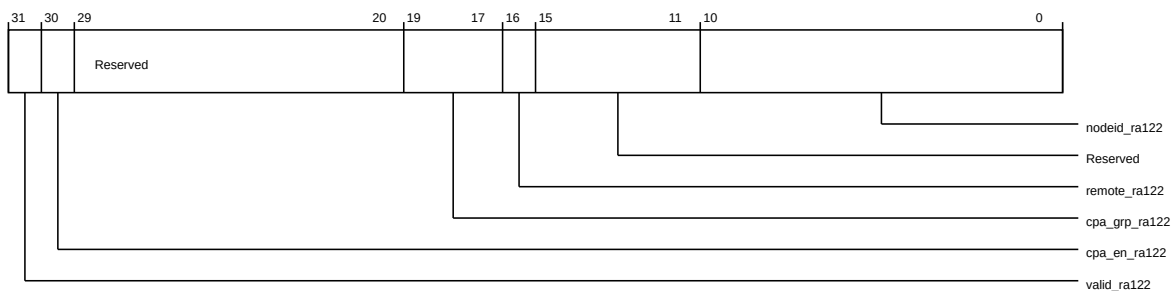 31 30 29 20 19 17 16 15 11 10 0
Reserved
nodeid_ra122
Reserved
remote_ra122
cpa_grp_ra122
cpa_en_ra122
valid_ra122